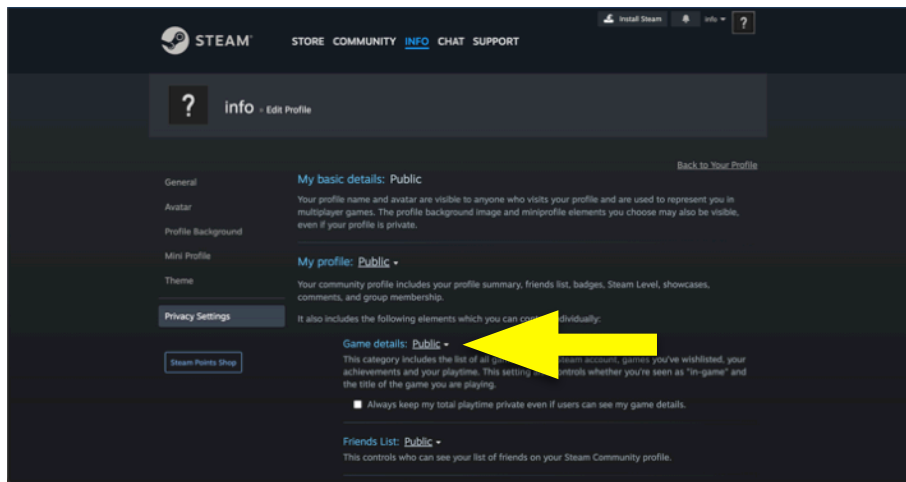 Install Steam
info
?
STEAM
STORE COMMUNITY INFO CHAT SUPPORT
?
info » Edit Profile
Back to Your Profile
General
Avatar
Profile Background
Mini Profile
Theme
Privacy Settings
Steam Points Shop
My basic details: Public
Your profile name and avatar are visible to anyone who visits your profile and are used to represent you in
multiplayer games. The profile background image and miniprofile elements you choose may also be visible,
even if your profile is private.
My profile: Public
Your community profile includes your profile summary, friends list, badges, Steam Level, showcases,
comments, and group membership.
It also includes the following elements which you can individually:
Game details: Public
This category includes the list of all Steam account, games you've wishlisted, your
achievements and your playtime. This setting controls whether you're seen as "in-game" and
the title of the game you are playing.
Always keep my total playtime private even if users can see my game details.
Friends List: Public
This controls who can see your list of friends on your Steam Community profile.